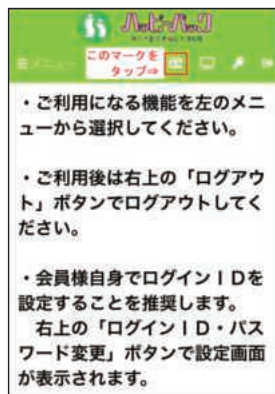 ハッピーパック
≡メニュー
このマークを
タップ⇒
・ご利用になる機能を左のメニ
ューから選択してください。
・ご利用後は右上の「ログアウ
ト」ボタンでログアウトしてく
ださい。
・会員様自身でログインＩＤを
設定することを推奨します。
　右上の「ログインＩＤ・パス
ワード変更」ボタンで設定画面
が表示されます。